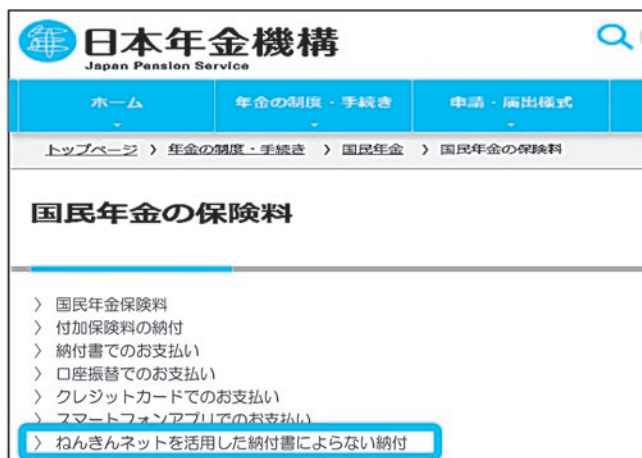 年 日本年金機構
Japan Pension Service
ホーム 年金の制度・手続き 申請・届出様式
トップページ 〉 年金の制度・手続き 〉 国民年金 〉 国民年金の保険料
国民年金の保険料
〉 国民年金保険料
〉 付加保険料の納付
〉 納付書でのお支払い
〉 口座振替でのお支払い
〉 クレジットカードでのお支払い
〉 スマートフォンアプリでのお支払い
〉 ねんきんネットを活用した納付書によらない納付